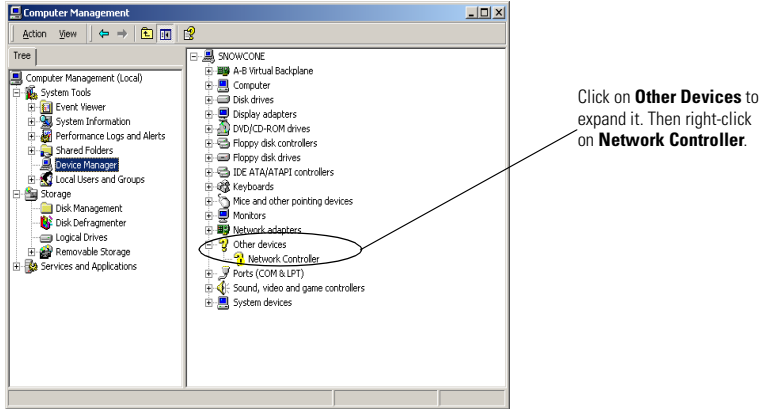 Computer Management
Action View
Tree
Computer Management (Local)
System Tools
Event Viewer
System Information
Performance Logs and Alerts
Shared Folders
Device Manager
Local Users and Groups
Storage
Disk Management
Disk Defragmenter
Logical Drives
Removable Storage
Services and Applications
SNOWCONE
A-B Virtual Backplane
Computer
Disk drives
Display adapters
DVD/CD-ROM drives
Floppy disk controllers
Floppy disk drives
IDE ATA/ATAPI controllers
Keyboards
Mice and other pointing devices
Monitors
Network adapters
Other devices
Network Controller
Ports (COM & LPT)
Sound, video and game controllers
System devices
Click on Other Devices to
expand it. Then right-click
on Network Controller.